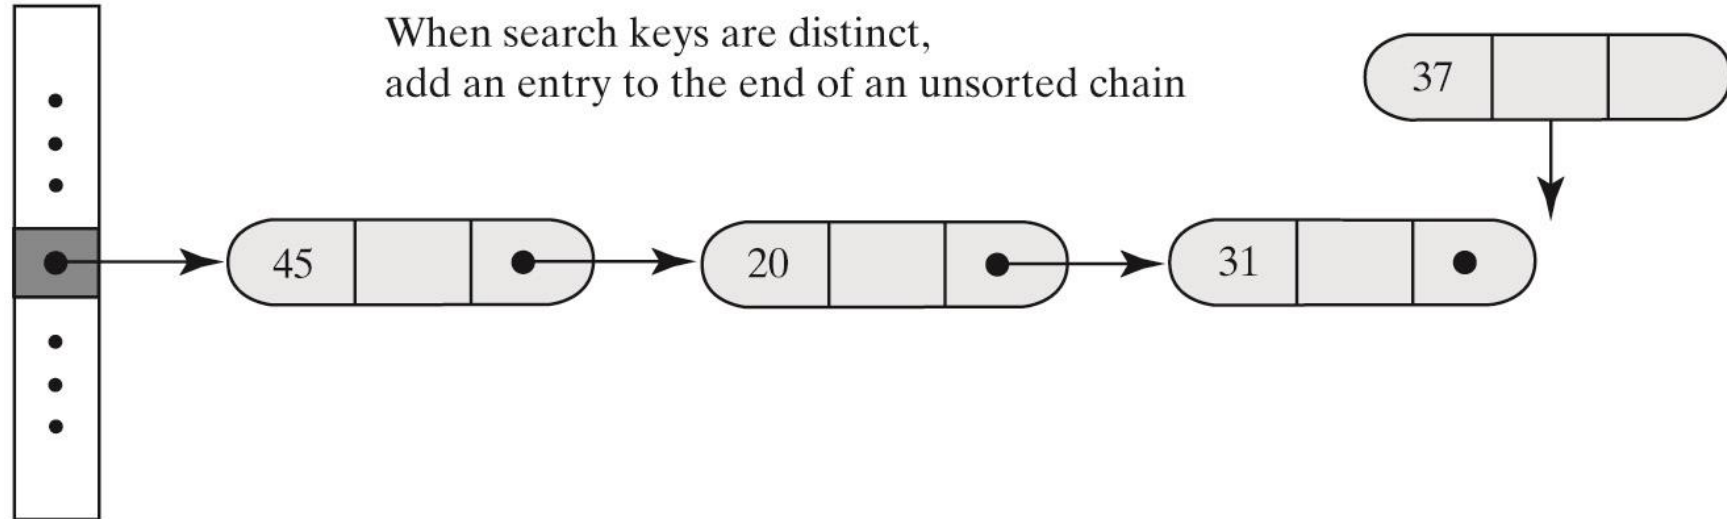 When search keys are distinct,
add an entry to the end of an unsorted chain
37
45
20
31